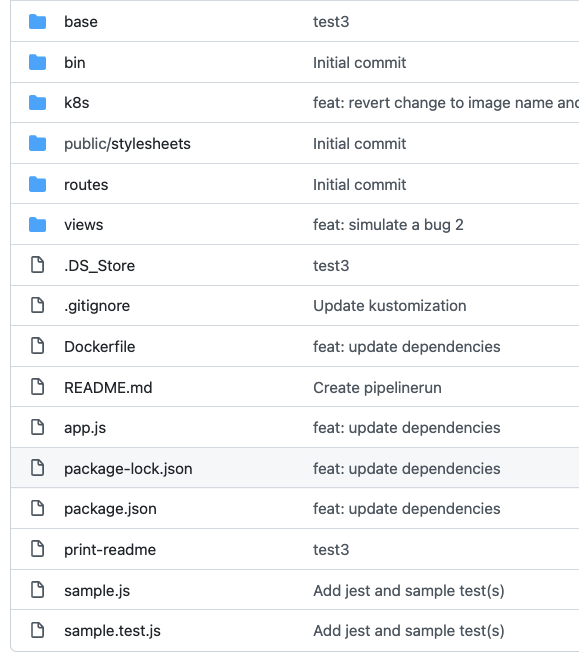 base test3
bin Initial commit
k8s feat: revert change to image name and
public/stylesheets Initial commit
routes Initial commit
views feat: simulate a bug 2
.DS_Store test3
.gitignore Update kustomization
Dockerfile feat: update dependencies
README.md Create pipelinerun
app.js feat: update dependencies
package-lock.json feat: update dependencies
package.json feat: update dependencies
print-readme test3
sample.js Add jest and sample test(s)
sample.test.js Add jest and sample test(s)